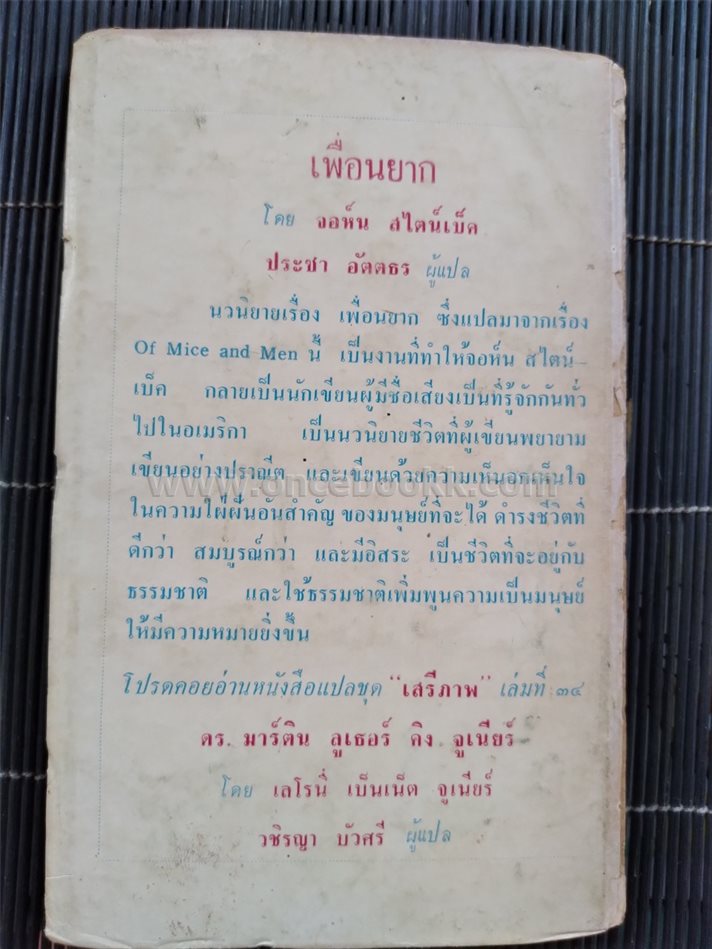 เพื่อนยาก
โดย จอห์น สไตน์เบ็ค
ประชา อัตตธร ผู้แปล
นวนิยายเรื่อง เพื่อนยาก ซึ่งแปลมาจากเรื่อง
Of Mice and Men นี้ เป็นงานที่ทำให้จอห์น สไตน์-
เบ็ค กลายเป็นนักเขียนผู้มีชื่อเสียงเป็นที่รู้จักกันทั่ว
ไปในอเมริกา เป็นนวนิยายชีวิตที่ผู้เขียนพยายาม
เขียนอย่างปราณีต และเขียนด้วยความเห็นอกเห็นใจ
www.oncebookk.com
ในความใฝ่ฝันอันสำคัญ ของมนุษย์ที่จะได้ ดำรงชีวิตที่
ดีกว่า สมบูรณ์กว่า และมีอิสระ เป็นชีวิตที่จะอยู่กับ
ธรรมชาติ และใช้ธรรมชาติเพิ่มพูนความเป็นมนุษย์
ให้มีความหมายยิ่งขึ้น
โปรดคอยอ่านหนังสือแปลชุด "เสรีภาพ" เล่มที่ ๓๔
ดร. มาร์ติน ลูเธอร์ คิง จูเนียร์
โดย เลโรนี่ เบ็นเน็ต จูเนียร์
วชิรญา บัวศรี ผู้แปล